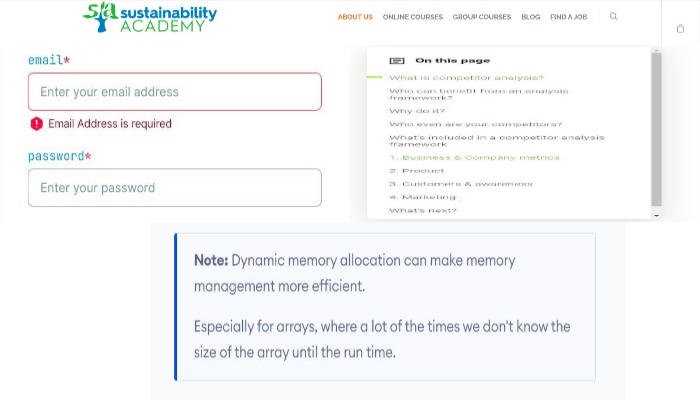 sa sustainability
ACADEMY
ABOUT US ONLINE COURSES GROUP COURSES BLOG FIND A JOB
email*
Enter your email address
Email Address is required
password*
Enter your password
On this page
What is competitor analysis?
Who can benefit from an analysis
framework?
Why do it?
Who even are your competitors?
What's included in a competitor analysis
framework
1. Business & Company metrics
2. Product
3. Customers & awareness
4. Marketing
What's next?
Note: Dynamic memory allocation can make memory
management more efficient.
Especially for arrays, where a lot of the times we don't know the
size of the array until the run time.